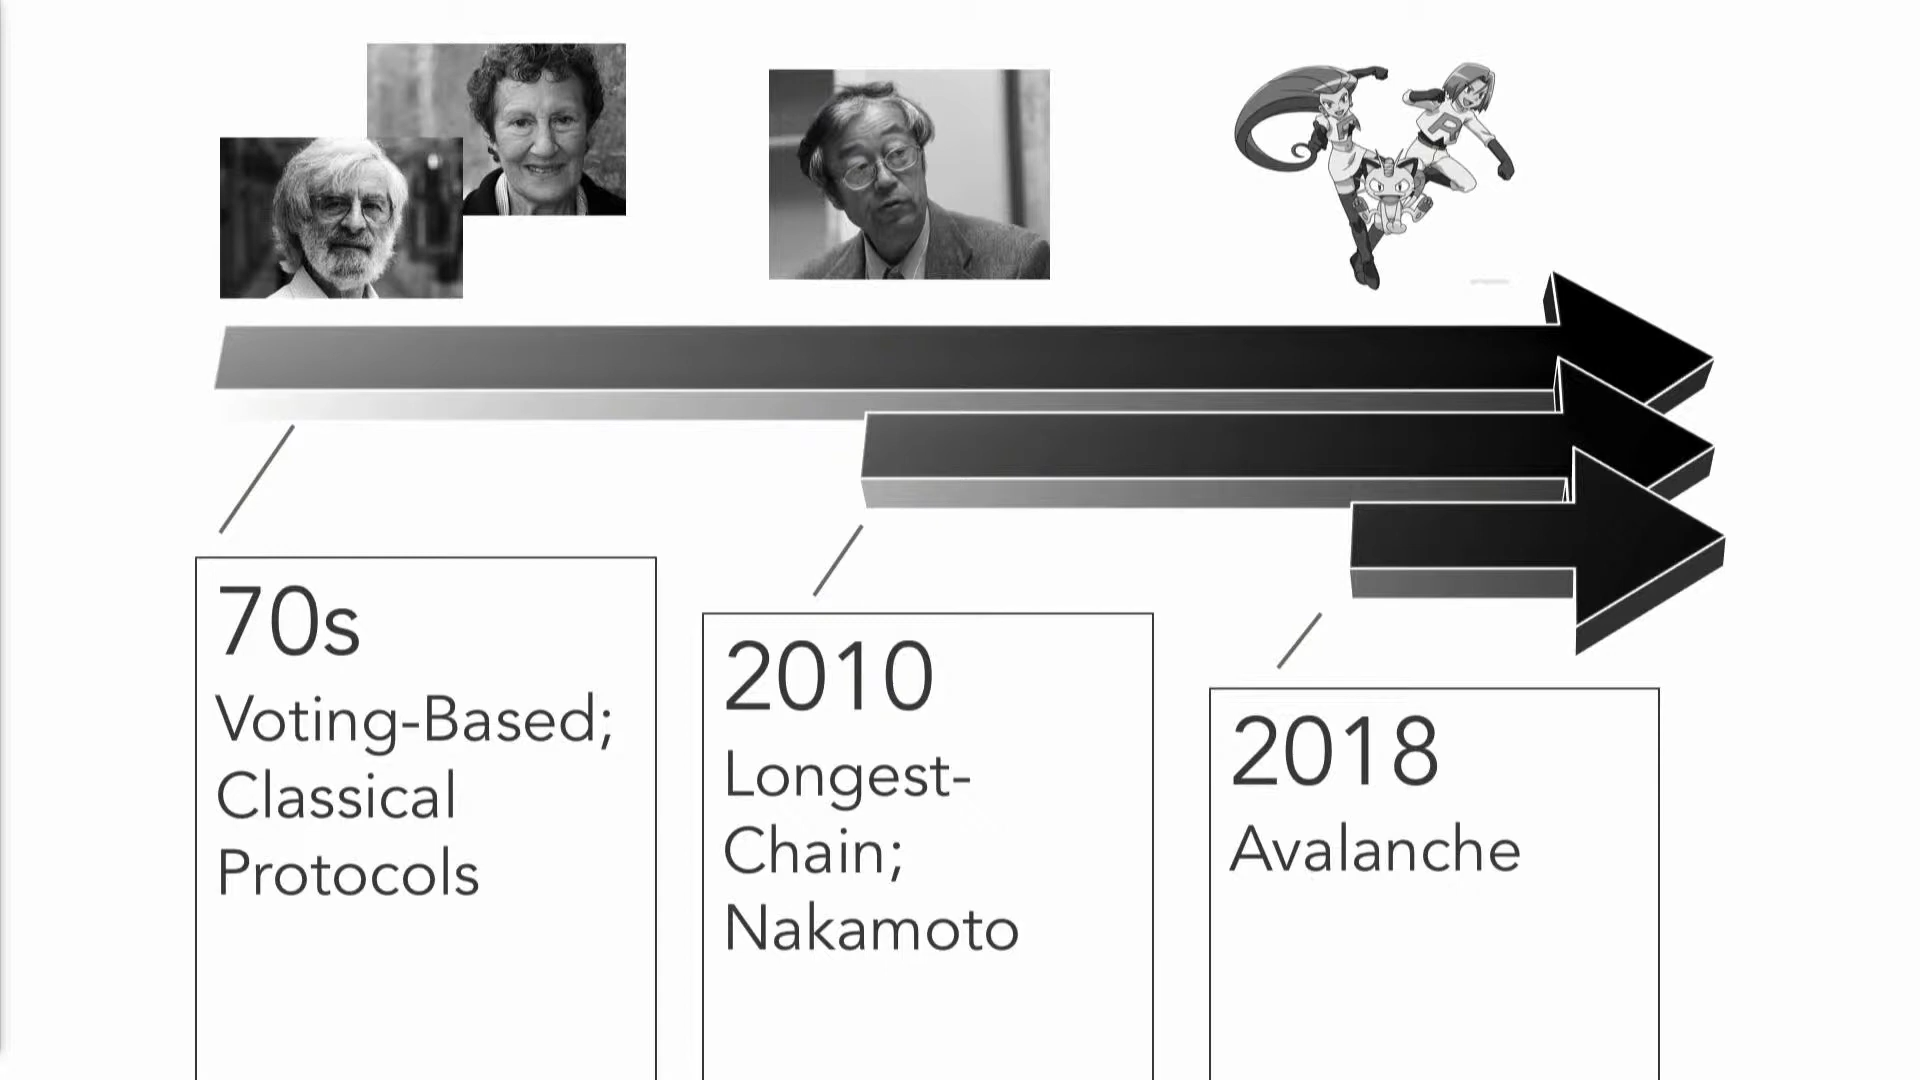 70s
Voting-Based;
Classical
Protocols
2010
Longest-
Chain;
Nakamoto
2018
Avalanche
R